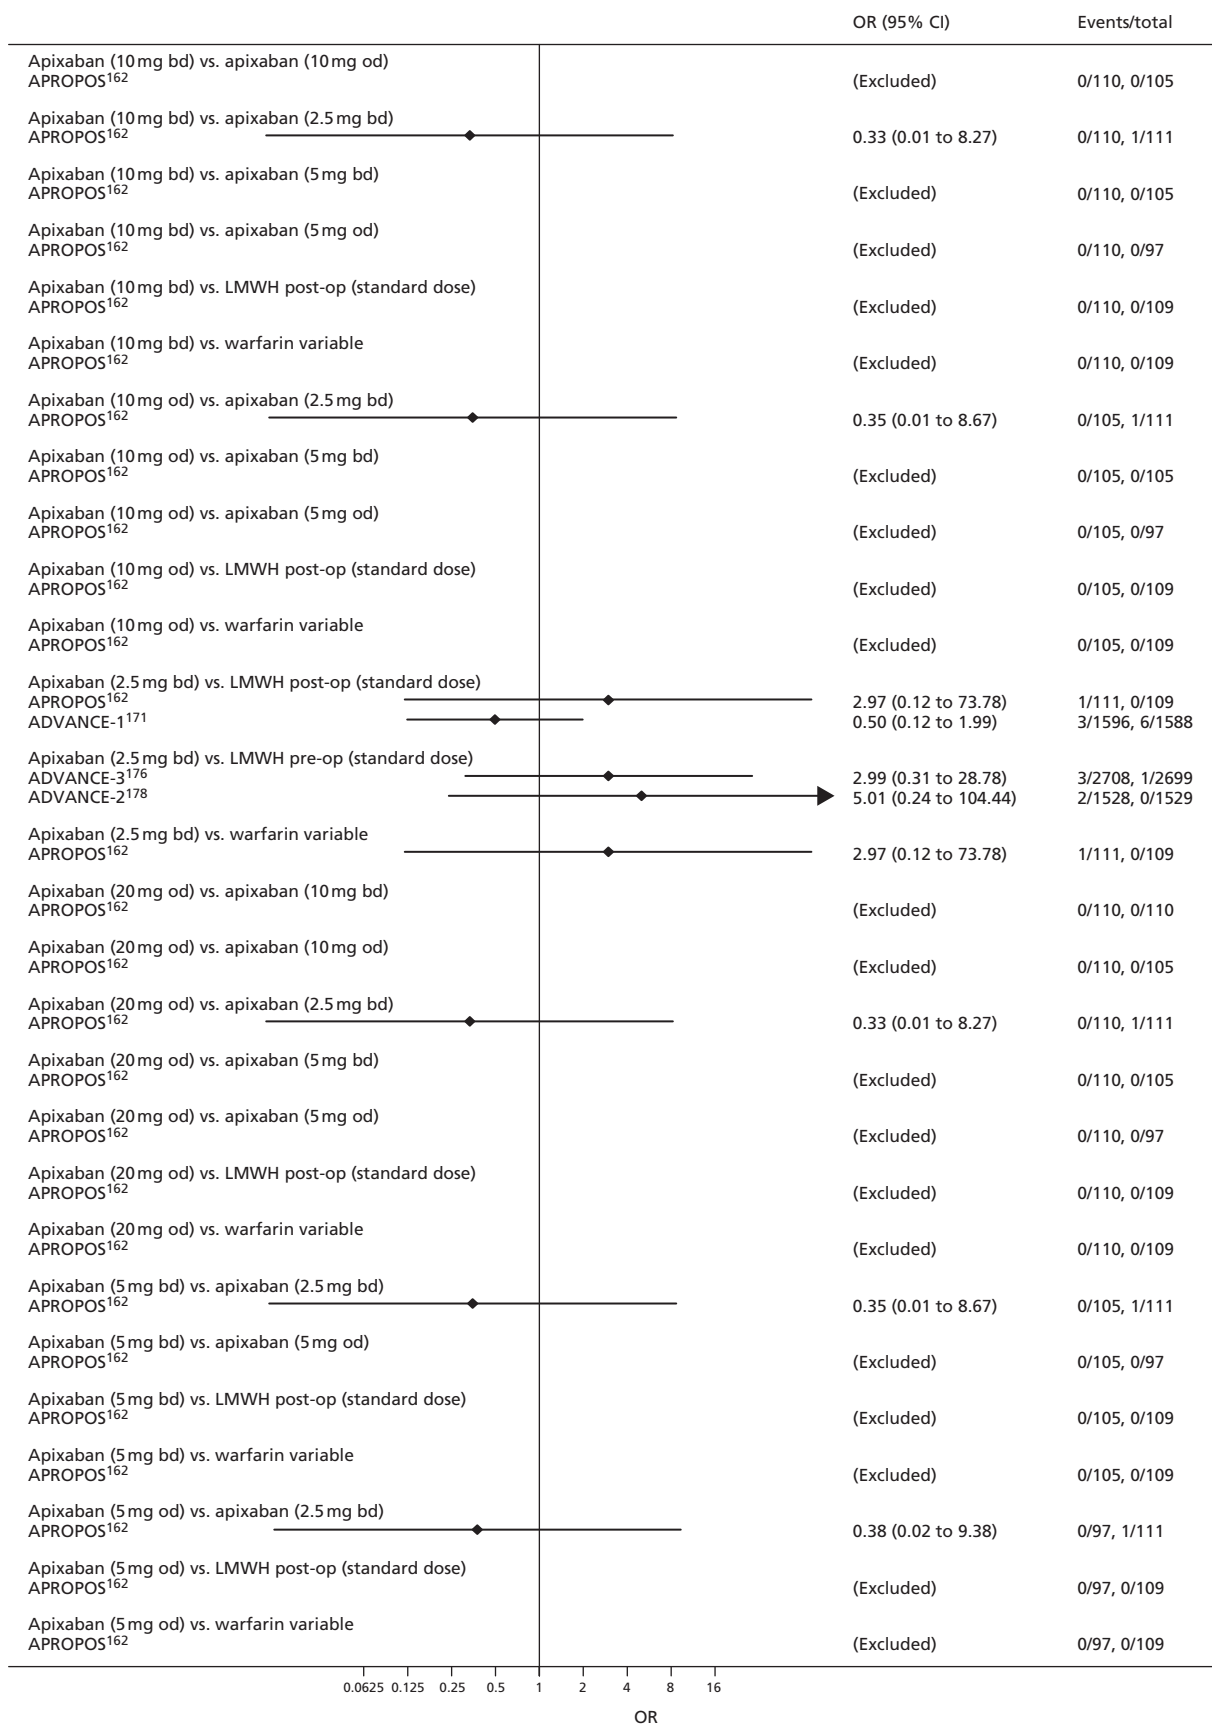 OR (95% CI) Events/total
Apixaban (10 mg bd) vs. apixaban (10 mg od)
APROPOS162 (Excluded) 0/110, 0/105
Apixaban (10 mg bd) vs. apixaban (2.5 mg bd)
APROPOS162 0.33 (0.01 to 8.27) 0/110, 1/111
Apixaban (10 mg bd) vs. apixaban (5 mg bd)
APROPOS162 (Excluded) 0/110, 0/105
Apixaban (10 mg bd) vs. apixaban (5 mg od)
APROPOS162 (Excluded) 0/110, 0/97
Apixaban (10 mg bd) vs. LMWH post-op (standard dose)
APROPOS162 (Excluded) 0/110, 0/109
Apixaban (10 mg bd) vs. warfarin variable
APROPOS162 (Excluded) 0/110, 0/109
Apixaban (10 mg od) vs. apixaban (2.5 mg bd)
APROPOS162 0.35 (0.01 to 8.67) 0/105, 1/111
Apixaban (10 mg od) vs. apixaban (5 mg bd)
APROPOS162 (Excluded) 0/105, 0/105
Apixaban (10 mg od) vs. apixaban (5 mg od)
APROPOS162 (Excluded) 0/105, 0/97
Apixaban (10 mg od) vs. LMWH post-op (standard dose)
APROPOS162 (Excluded) 0/105, 0/109
Apixaban (10 mg od) vs. warfarin variable
APROPOS162 (Excluded) 0/105, 0/109
Apixaban (2.5 mg bd) vs. LMWH post-op (standard dose)
APROPOS162 2.97 (0.12 to 73.78) 1/111, 0/109
ADVANCE-1171 0.50 (0.12 to 1.99) 3/1596, 6/1588
Apixaban (2.5 mg bd) vs. LMWH pre-op (standard dose)
ADVANCE-3176 2.99 (0.31 to 28.78) 3/2708, 1/2699
ADVANCE-2178 5.01 (0.24 to 104.44) 2/1528, 0/1529
Apixaban (2.5 mg bd) vs. warfarin variable
APROPOS162 2.97 (0.12 to 73.78) 1/111, 0/109
Apixaban (20 mg od) vs. apixaban (10 mg bd)
APROPOS162 (Excluded) 0/110, 0/110
Apixaban (20 mg od) vs. apixaban (10 mg od)
APROPOS162 (Excluded) 0/110, 0/105
Apixaban (20 mg od) vs. apixaban (2.5 mg bd)
APROPOS162 0.33 (0.01 to 8.27) 0/110, 1/111
Apixaban (20 mg od) vs. apixaban (5 mg bd)
APROPOS162 (Excluded) 0/110, 0/105
Apixaban (20 mg od) vs. apixaban (5 mg od)
APROPOS162 (Excluded) 0/110, 0/97
Apixaban (20 mg od) vs. LMWH post-op (standard dose)
APROPOS162 (Excluded) 0/110, 0/109
Apixaban (20 mg od) vs. warfarin variable
APROPOS162 (Excluded) 0/110, 0/109
Apixaban (5 mg bd) vs. apixaban (2.5 mg bd)
APROPOS162 0.35 (0.01 to 8.67) 0/105, 1/111
Apixaban (5 mg bd) vs. apixaban (5 mg od)
APROPOS162 (Excluded) 0/105, 0/97
Apixaban (5 mg bd) vs. LMWH post-op (standard dose)
APROPOS162 (Excluded) 0/105, 0/109
Apixaban (5 mg bd) vs. warfarin variable
APROPOS162 (Excluded) 0/105, 0/109
Apixaban (5 mg od) vs. apixaban (2.5 mg bd)
APROPOS162 0.38 (0.02 to 9.38) 0/97, 1/111
Apixaban (5 mg od) vs. LMWH post-op (standard dose)
APROPOS162 (Excluded) 0/97, 0/109
Apixaban (5 mg od) vs. warfarin variable
APROPOS162 (Excluded) 0/97, 0/109
0.0625 0.125 0.25 0.5 1 2 4 8 16
OR